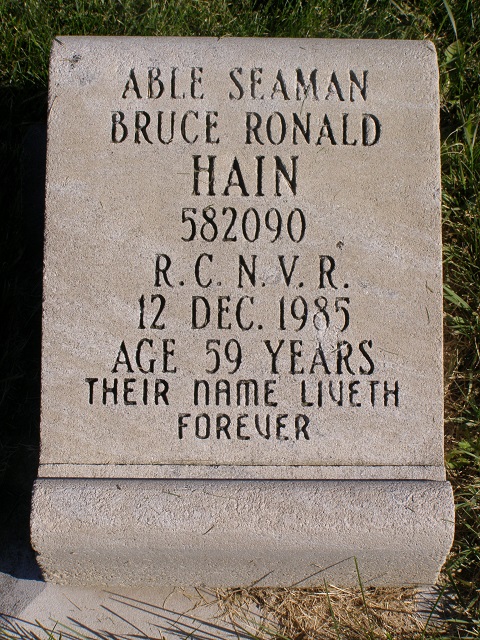 ABLE SEAMAN
BRUCE RONALD
HAIN
582090
R.C.N.V.R.
12 DEC. 1985
AGE 59 YEARS
THEIR NAME LIVETH
FOREVER